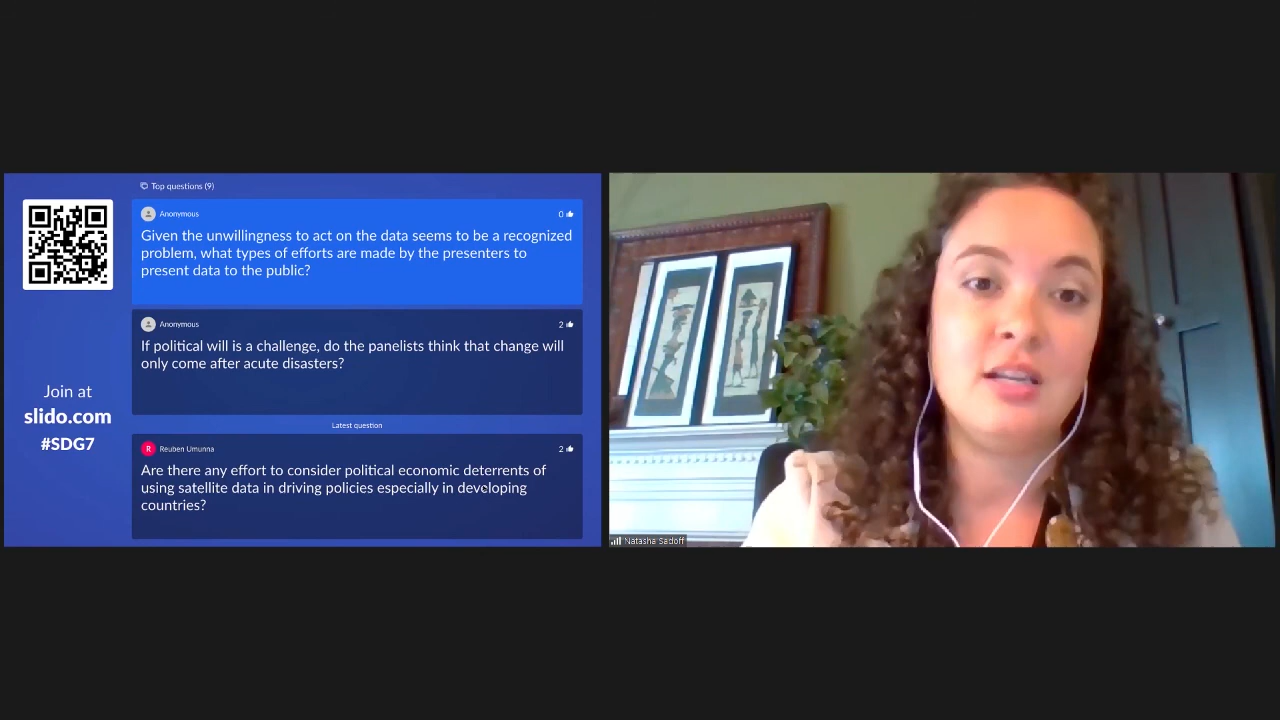 Top questions (9)
Anonymous
0
Given the unwillingness to act on the data seems to be a recognized
problem, what types of efforts are made by the presenters to
present data to the public?
Anonymous
2
If political will is a challenge, do the panelists think that change will
only come after acute disasters?
Join at
slido.com
#SDG7
Latest question
R
Reuben Umunna
2
Are there any effort to consider political economic deterrents of
using satellite data in driving policies especially in developing
countries?
Natasha Sadoff